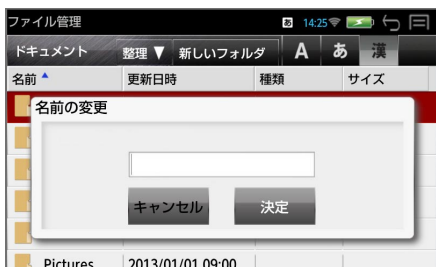 ファイル管理 あ 14:25
ドキュメント 整理 ▼ 新しいフォルダ A あ 漢
名前 更新日時 種類 サイズ
名前の変更
キャンセル 決定
Pictures 2013/01/01 09:00